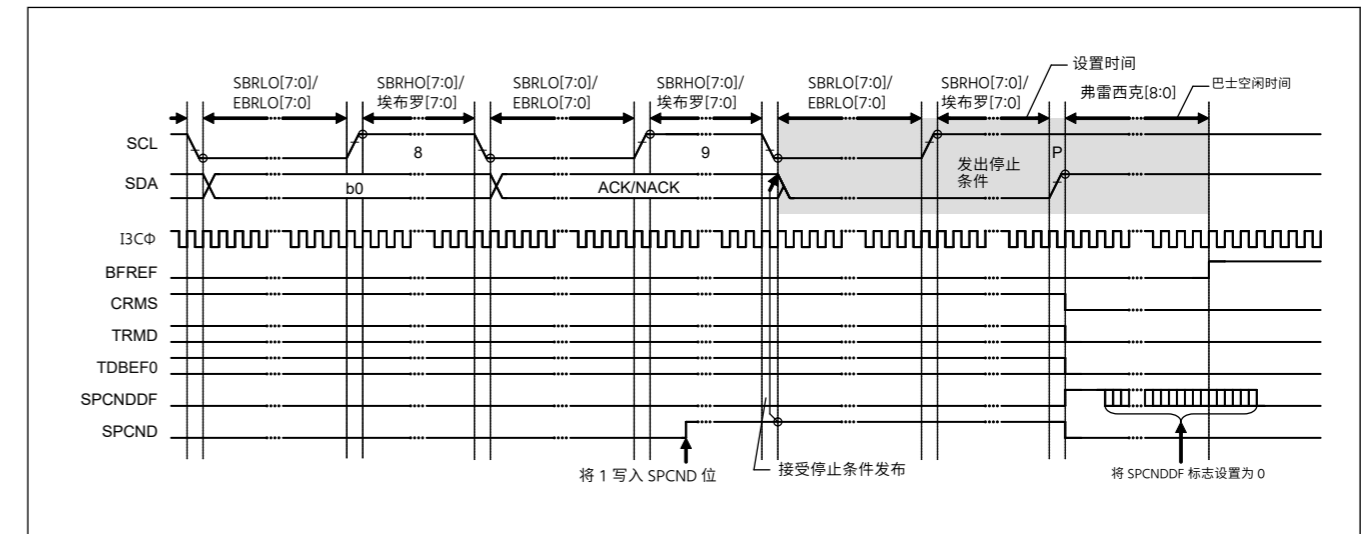 设置时间
SBRLO[7:0]/ SBRHO[7:0]/ SBRLO[7:0]/ SBRHO[7:0]/ SBRLO[7:0]/ SBRHO[7:0]/ 弗雷西克[8:0] 巴士空闲时间
EBRLO[7:0] 埃布罗[7:0] EBRLO[7:0] 埃布罗[7:0] EBRLO[7:0] 埃布罗[7:0]
SCL 8 9
发出停止 P
条件
SDA b0 ACK/NACK
I3CΦ
BFREF
CRMS
TRMD
TDBEF0
SPCNDDF
SPCND
将 1 写入 SPCND 位 接受停止条件发布 将 SPCNDDF 标志设置为 0